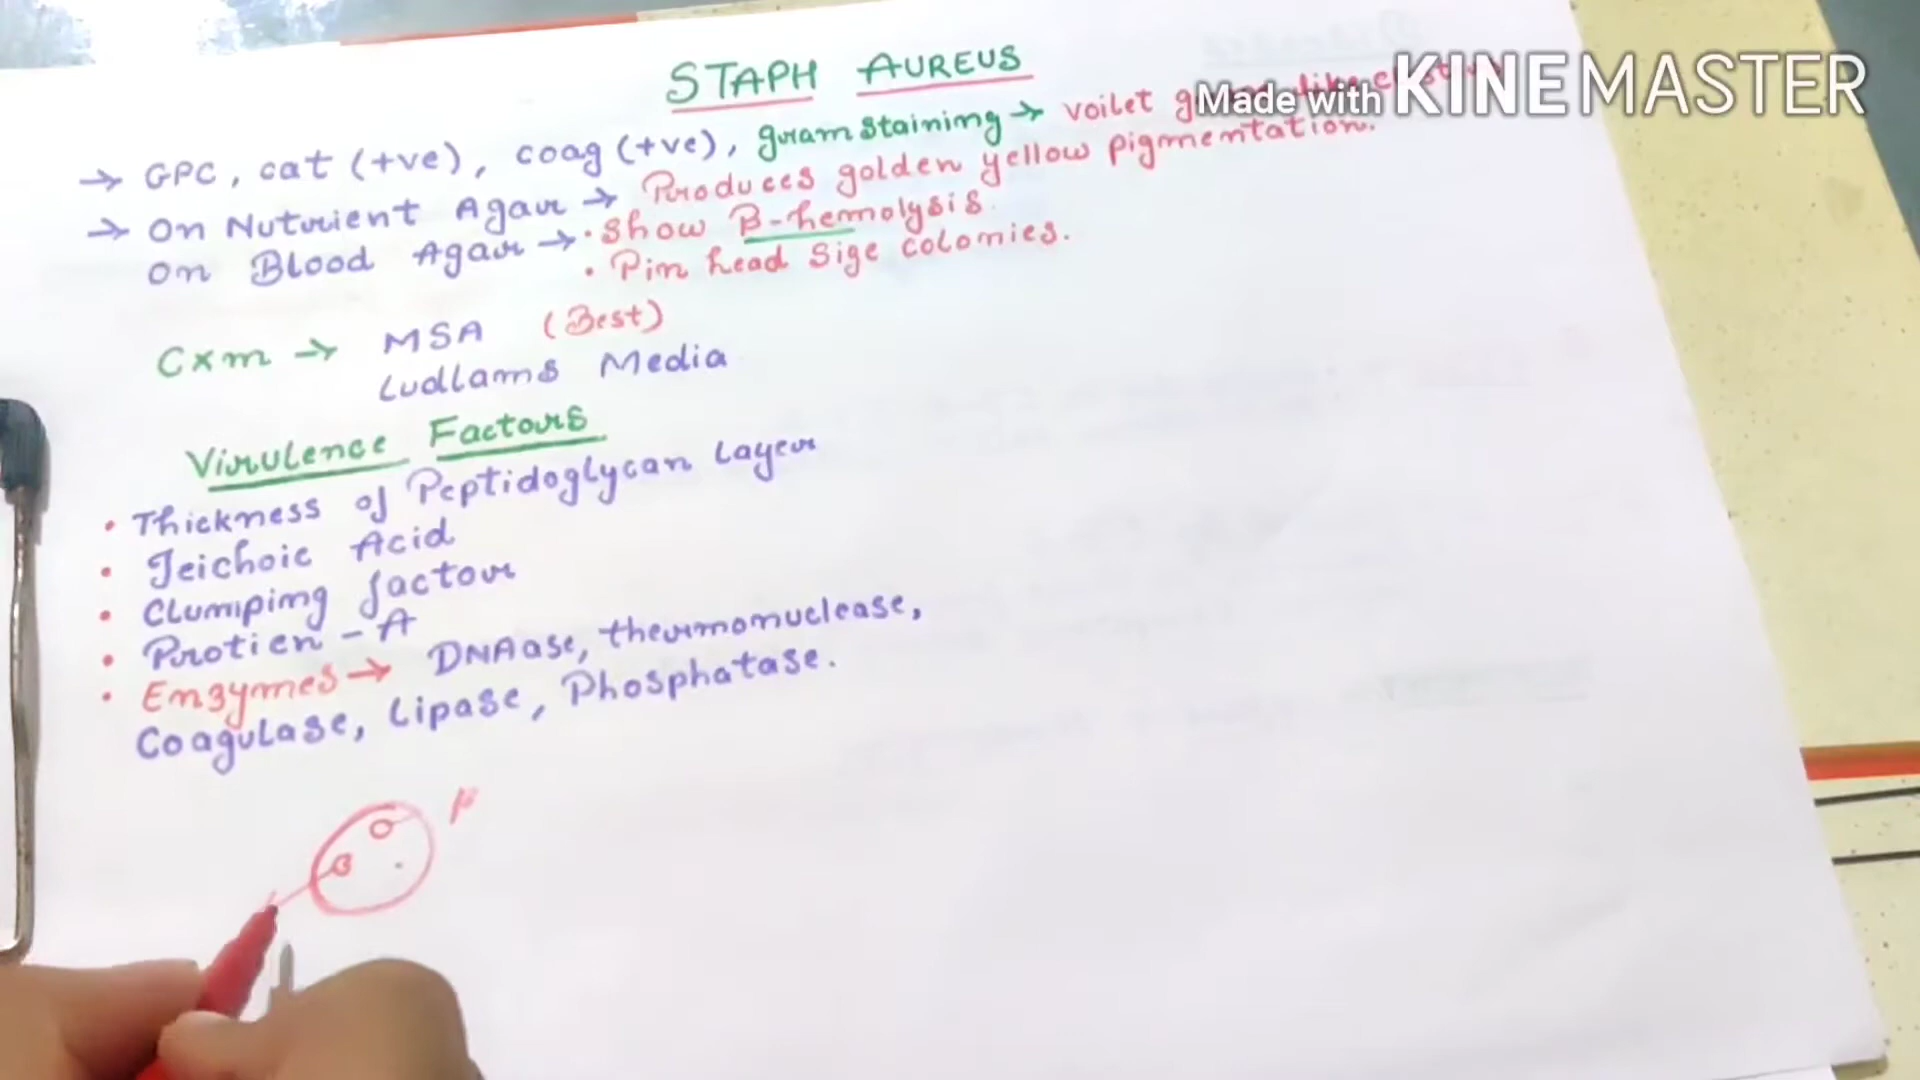 STAPH AUREUS
Made with KINEMASTER
→ GPC, cat (+ve), coag (+ve), gram staining → voilet
→ On Nutrient Agar → Produces golden yellow pigmentation.
On Blood Agar → • Show B-hemolysis
• Pin head size colonies.
Cxm → MSA (Best)
Ludlams Media
Virulence Factors
• Thickness of Peptidoglycan Layer
• Teichoic Acid
• Clumping factor
• Protien - A
• Enzymes → DNAase, thermonuclease,
Coagulase, Lipase, Phosphatase.